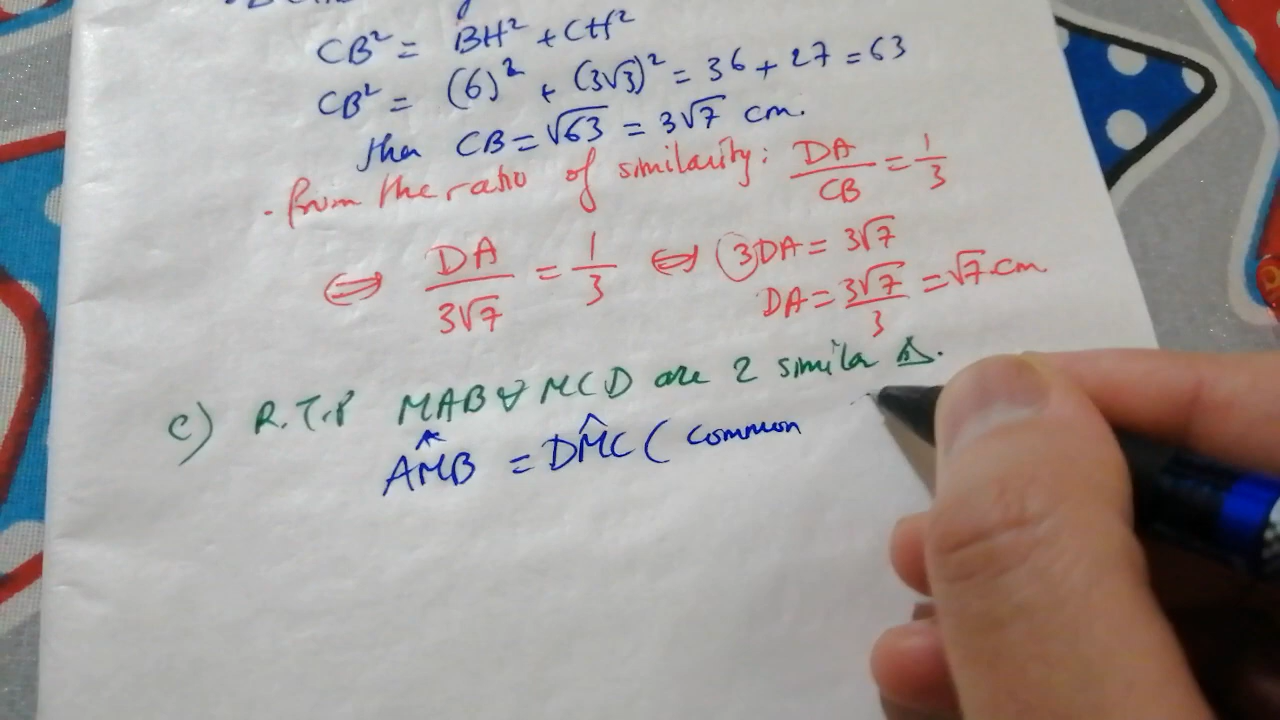 CB² = BH² + CH²
CB² = (6)² + (3√3)² = 36 + 27 = 63
then CB = √63 = 3√7 cm.
. from the ratio of similarity: DA/CB = 1/3
⇔ DA/3√7 = 1/3 ⇔ 3DA = 3√7
DA = 3√7/3 = √7 cm
c) R.T.P MAB & MCD are 2 similar Δs.
AM̂B = DM̂C ( common